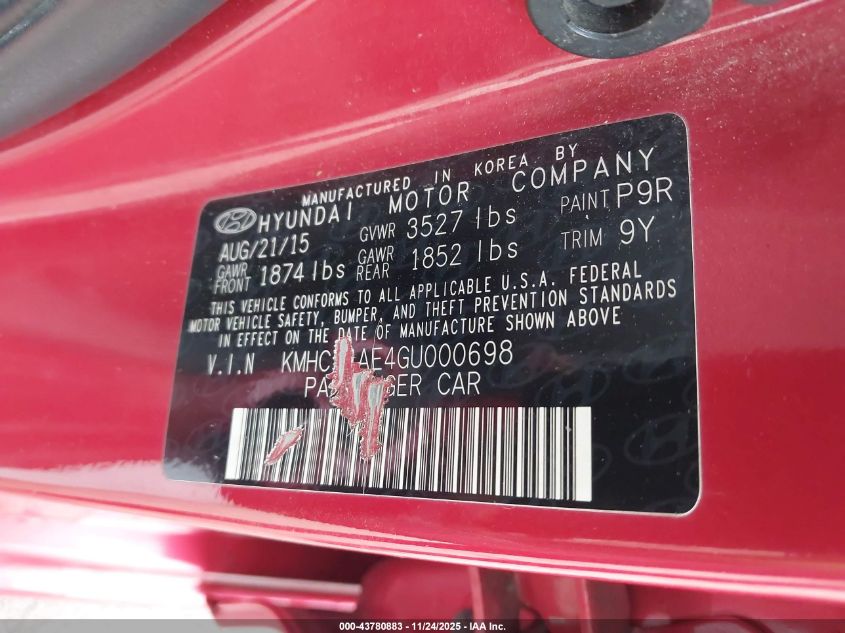 MANUFACTURED IN KOREA BY
HYUNDAI MOTOR COMPANY
AUG/21/15 GVWR 3527 lbs PAINT P9R
GAWR FRONT 1874 lbs GAWR REAR 1852 lbs TRIM 9Y
THIS VEHICLE CONFORMS TO ALL APPLICABLE U.S.A. FEDERAL
MOTOR VEHICLE SAFETY, BUMPER, AND THEFT PREVENTION STANDARDS
IN EFFECT ON THE DATE OF MANUFACTURE SHOWN ABOVE
V.I.N
CAR
000-43780883 - 11/24/2025 - IAA Inc.